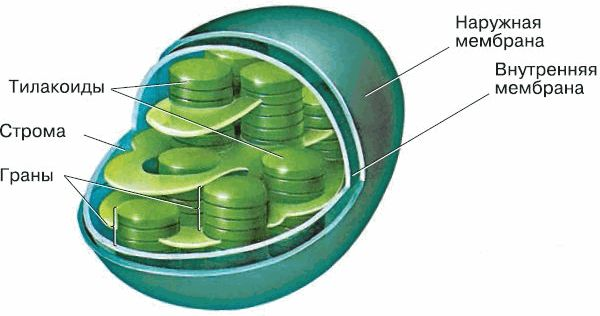 Наружная
мембрана
Внутренняя
мембрана
Тилакоиды
Строма
Граны